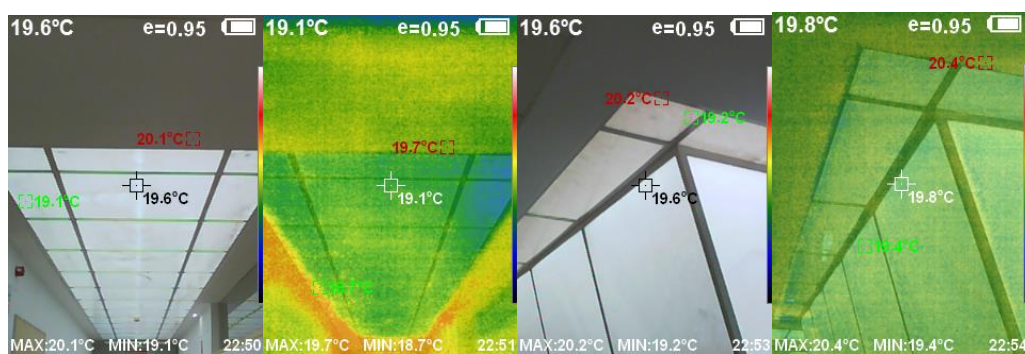 19.6°C e=0.95
20.1°C
19.1°C
19.6°C
MAX:20.1°C MIN:19.1°C 22:50
19.1°C e=0.95
19.7°C
19.1°C
18.7°C
MAX:19.7°C MIN:18.7°C 22:51
19.6°C e=0.95
20.2°C
19.2°C
19.6°C
MAX:20.2°C MIN:19.2°C 22:53
19.8°C e=0.95
20.4°C
19.8°C
19.4°C
MAX:20.4°C MIN:19.4°C 22:54